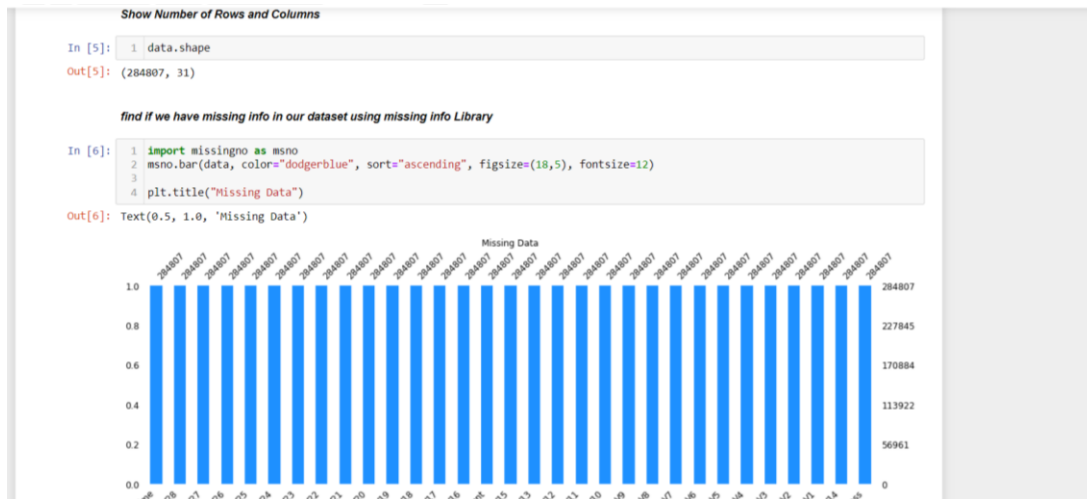 Show Number of Rows and Columns
In [5]: 1 data.shape
Out[5]: (284807, 31)
find if we have missing info in our dataset using missing info Library
In [6]: 1 import missingno as msno
2 msno.bar(data, color="dodgerblue", sort="ascending", figsize=(18,5), fontsize=12)
3
4 plt.title("Missing Data")
Out[6]: Text(0.5, 1.0, 'Missing Data')
Missing Data
284807 284807 284807 284807 284807 284807 284807 284807 284807 284807 284807 284807 284807 284807 284807 284807 284807 284807 284807 284807 284807 284807 284807 284807 284807 284807 284807 284807 284807 284807 284807
1.0 284807
0.8 227845
0.6 170884
0.4 113922
0.2 56961
0.0 0